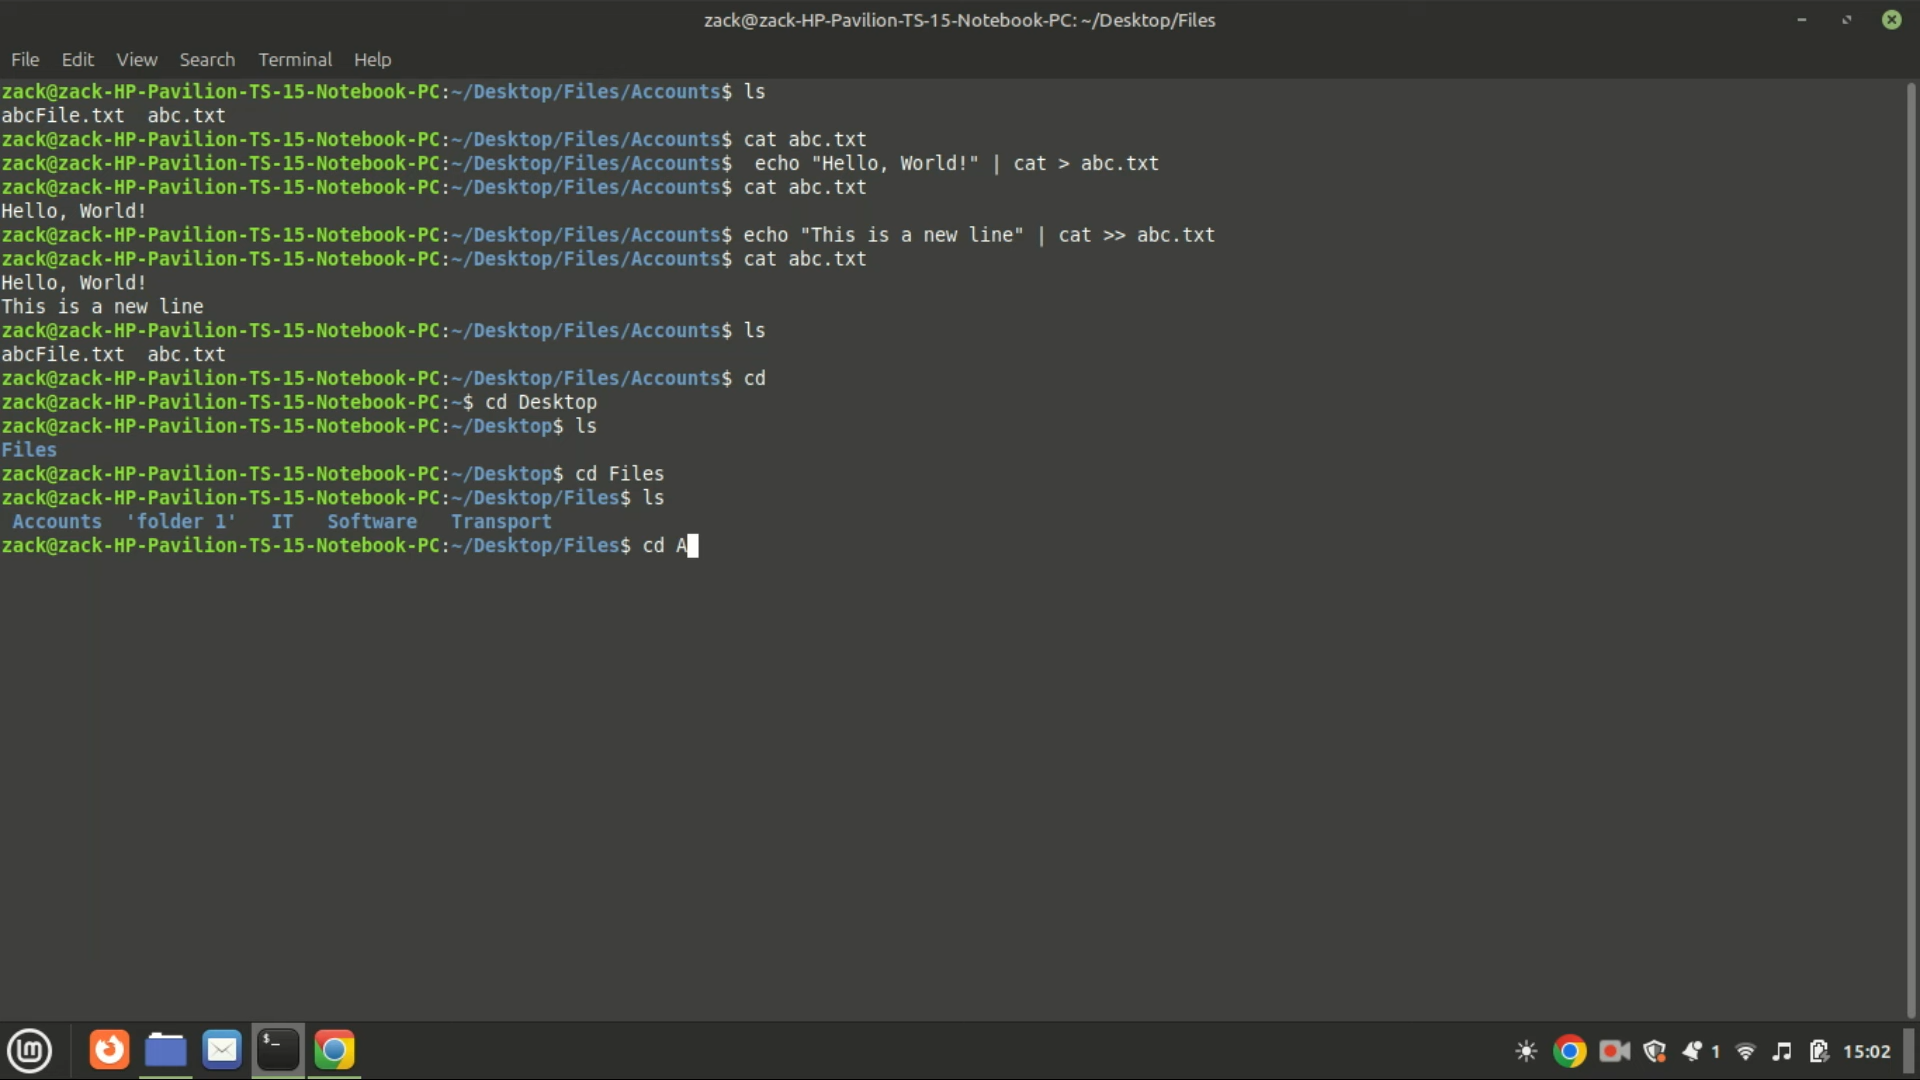 zack@zack-HP-Pavilion-TS-15-Notebook-PC: ~/Desktop/Files
File Edit View Search Terminal Help
zack@zack-HP-Pavilion-TS-15-Notebook-PC:~/Desktop/Files/Accounts$ ls
abcFile.txt  abc.txt
zack@zack-HP-Pavilion-TS-15-Notebook-PC:~/Desktop/Files/Accounts$ cat abc.txt
zack@zack-HP-Pavilion-TS-15-Notebook-PC:~/Desktop/Files/Accounts$  echo "Hello, World!" | cat > abc.txt
zack@zack-HP-Pavilion-TS-15-Notebook-PC:~/Desktop/Files/Accounts$ cat abc.txt
Hello, World!
zack@zack-HP-Pavilion-TS-15-Notebook-PC:~/Desktop/Files/Accounts$ echo "This is a new line" | cat >> abc.txt
zack@zack-HP-Pavilion-TS-15-Notebook-PC:~/Desktop/Files/Accounts$ cat abc.txt
Hello, World!
This is a new line
zack@zack-HP-Pavilion-TS-15-Notebook-PC:~/Desktop/Files/Accounts$ ls
abcFile.txt  abc.txt
zack@zack-HP-Pavilion-TS-15-Notebook-PC:~/Desktop/Files/Accounts$ cd
zack@zack-HP-Pavilion-TS-15-Notebook-PC:~$ cd Desktop
zack@zack-HP-Pavilion-TS-15-Notebook-PC:~/Desktop$ ls
Files
zack@zack-HP-Pavilion-TS-15-Notebook-PC:~/Desktop$ cd Files
zack@zack-HP-Pavilion-TS-15-Notebook-PC:~/Desktop/Files$ ls
 Accounts  'folder 1'   IT   Software   Transport
zack@zack-HP-Pavilion-TS-15-Notebook-PC:~/Desktop/Files$ cd A
1 15:02